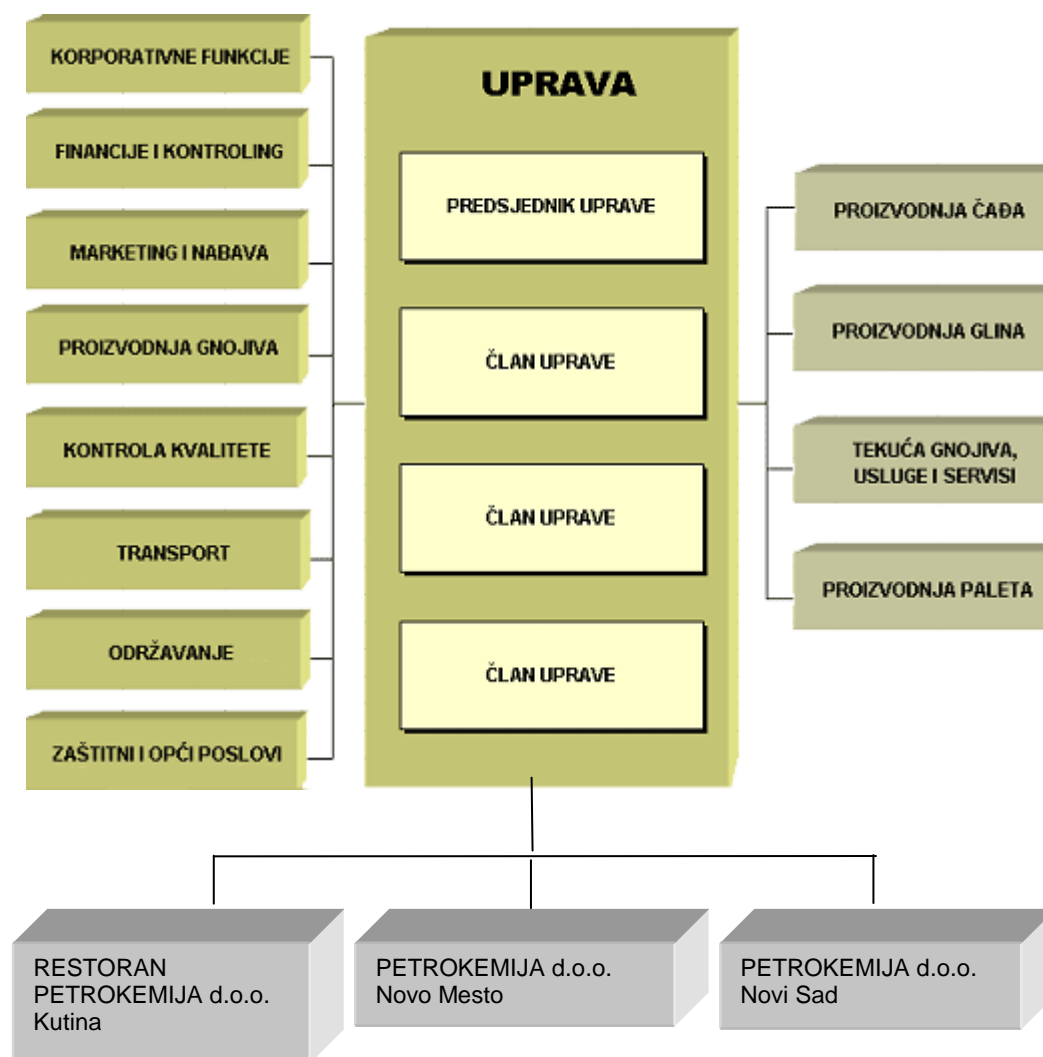 KORPORATIVNE FUNKCIJE
FINANCIJE I KONTROLING
MARKETING I NABAVA
PROIZVODNJA GNOJIVA
KONTROLA KVALITETE
TRANSPORT
ODRŽAVANJE
ZAŠTITNI I OPĆI POSLOVI
UPRAVA
PREDSJEDNIK UPRAVE
ČLAN UPRAVE
ČLAN UPRAVE
ČLAN UPRAVE
PROIZVODNJA ČAĐA
PROIZVODNJA GLINA
TEKUĆA GNOJIVA,
USLUGE I SERVISI
PROIZVODNJA PALETA
RESTORAN
PETROKEMIJA d.o.o.
Kutina
PETROKEMIJA d.o.o.
Novo Mesto
PETROKEMIJA d.o.o.
Novi Sad